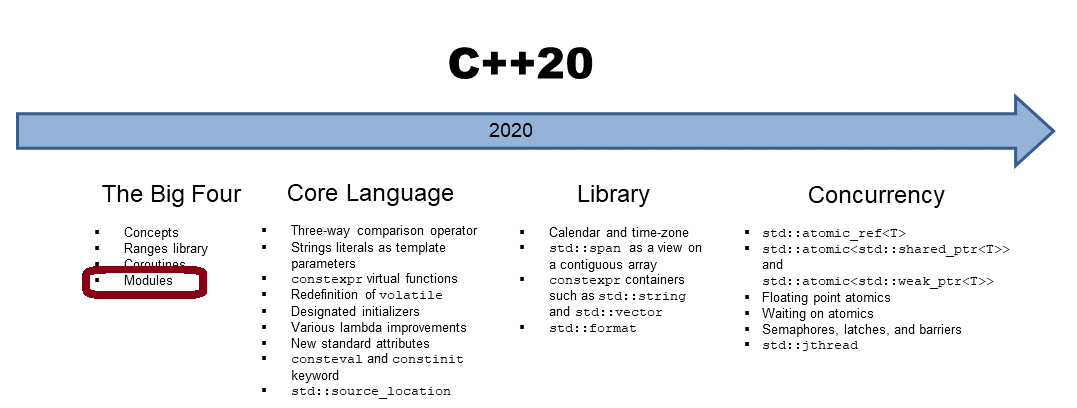 C++20
2020
The Big Four
Concepts
Ranges library
Coroutines
Modules
Core Language
Three-way comparison operator
Strings literals as template
parameters
constexpr virtual functions
Redefinition of volatile
Designated initializers
Various lambda improvements
New standard attributes
consteval and constinit
keyword
std::source_location
Library
Calendar and time-zone
std::span as a view on
a contiguous array
constexpr containers
such as std::string
and std::vector
std::format
Concurrency
std::atomic_ref<T>
std::atomic<std::shared_ptr<T>>
and
std::atomic<std::weak_ptr<T>>
Floating point atomics
Waiting on atomics
Semaphores, latches, and barriers
std::jthread